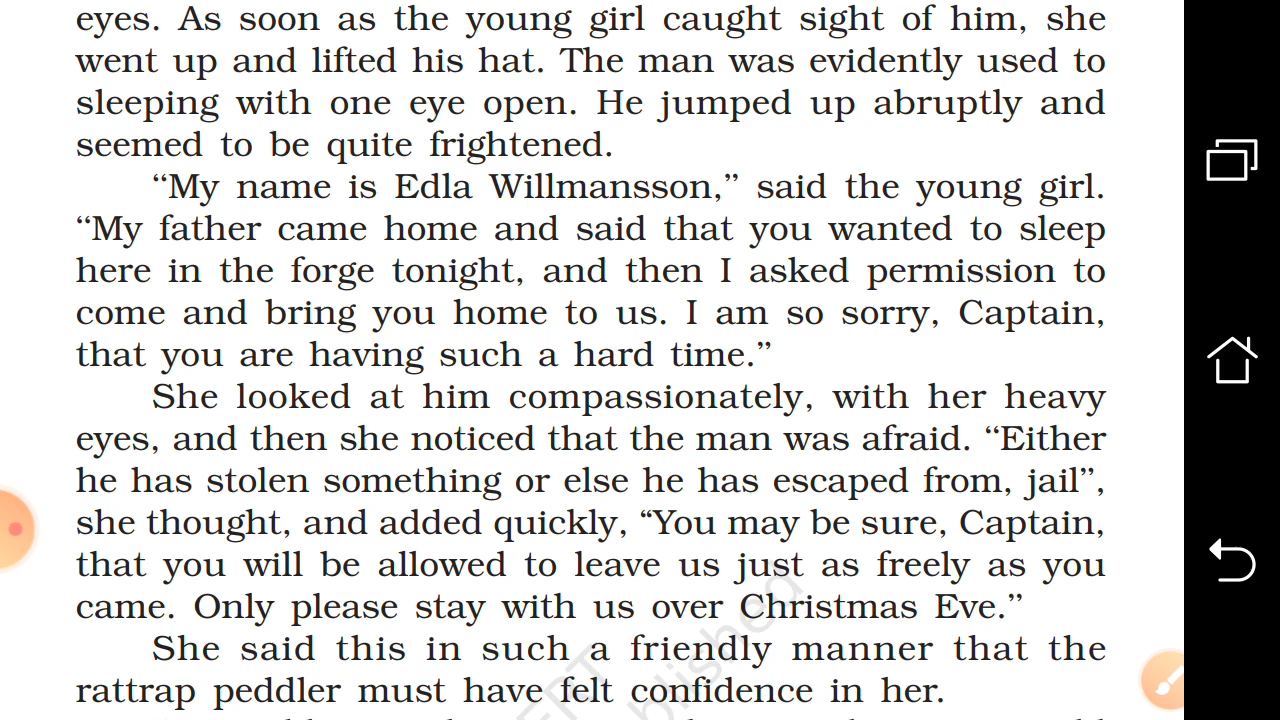 eyes. As soon as the young girl caught sight of him, she
went up and lifted his hat. The man was evidently used to
sleeping with one eye open. He jumped up abruptly and
seemed to be quite frightened.
“My name is Edla Willmansson,” said the young girl.
“My father came home and said that you wanted to sleep
here in the forge tonight, and then I asked permission to
come and bring you home to us. I am so sorry, Captain,
that you are having such a hard time.”
She looked at him compassionately, with her heavy
eyes, and then she noticed that the man was afraid. “Either
he has stolen something or else he has escaped from, jail”,
she thought, and added quickly, “You may be sure, Captain,
that you will be allowed to leave us just as freely as you
came. Only please stay with us over Christmas Eve.”
She said this in such a friendly manner that the
rattrap peddler must have felt confidence in her.